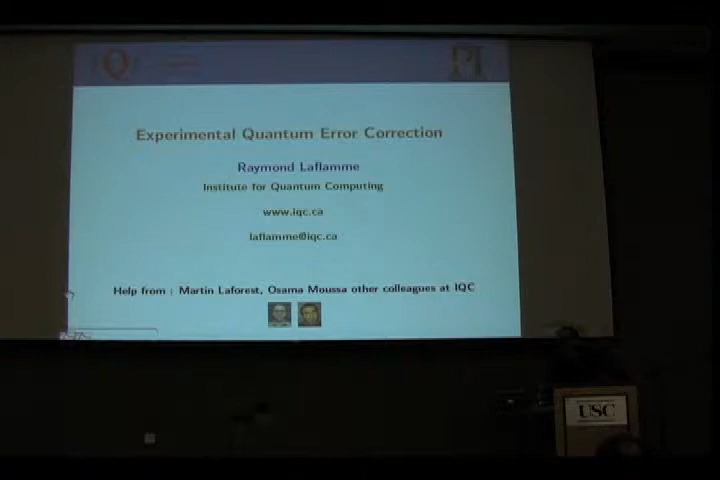 Q
PI
Experimental Quantum Error Correction
Raymond Laflamme
Institute for Quantum Computing
www.iqc.ca
laflamme@iqc.ca
Help from : Martin Laforest, Osama Moussa other colleagues at IQC
USC